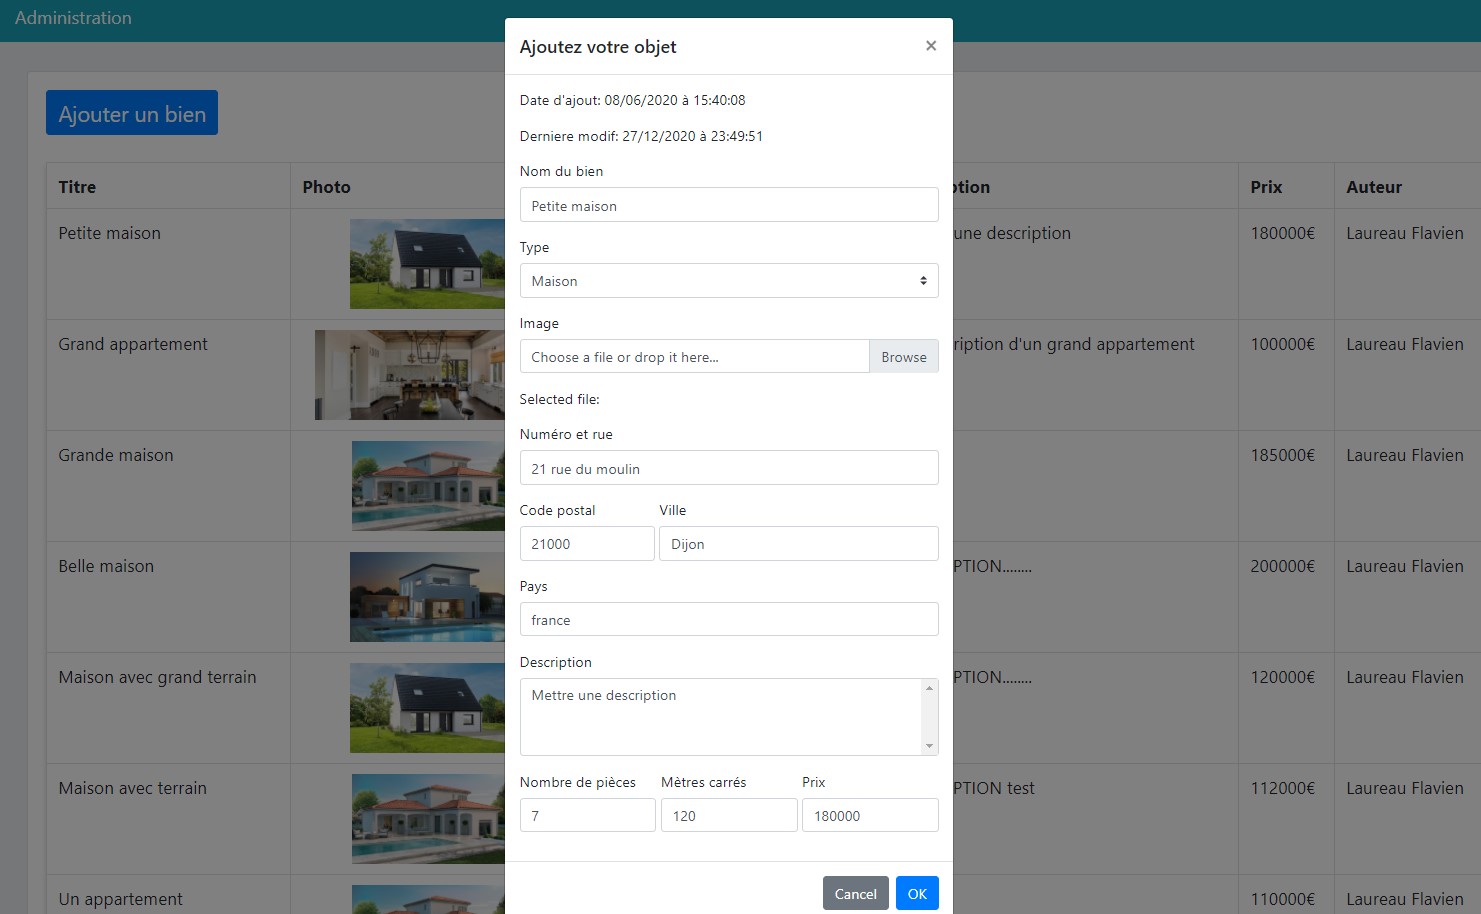 Administration
Ajouter un bien
Titre Photo ption Prix Auteur
Petite maison une description 180000€ Laureau Flavien
Grand appartement ription d'un grand appartement 100000€ Laureau Flavien
Grande maison 185000€ Laureau Flavien
Belle maison PTION........ 200000€ Laureau Flavien
Maison avec grand terrain PTION........ 120000€ Laureau Flavien
Maison avec terrain PTION test 112000€ Laureau Flavien
Un appartement 110000€ Laureau Flavien
Ajoutez votre objet ×
Date d'ajout: 08/06/2020 à 15:40:08
Derniere modif: 27/12/2020 à 23:49:51
Nom du bien
Petite maison
Type
Maison
Image
Choose a file or drop it here... Browse
Selected file:
Numéro et rue
21 rue du moulin
Code postal Ville
21000 Dijon
Pays
france
Description
Mettre une description
Nombre de pièces Mètres carrés Prix
7 120 180000
Cancel OK